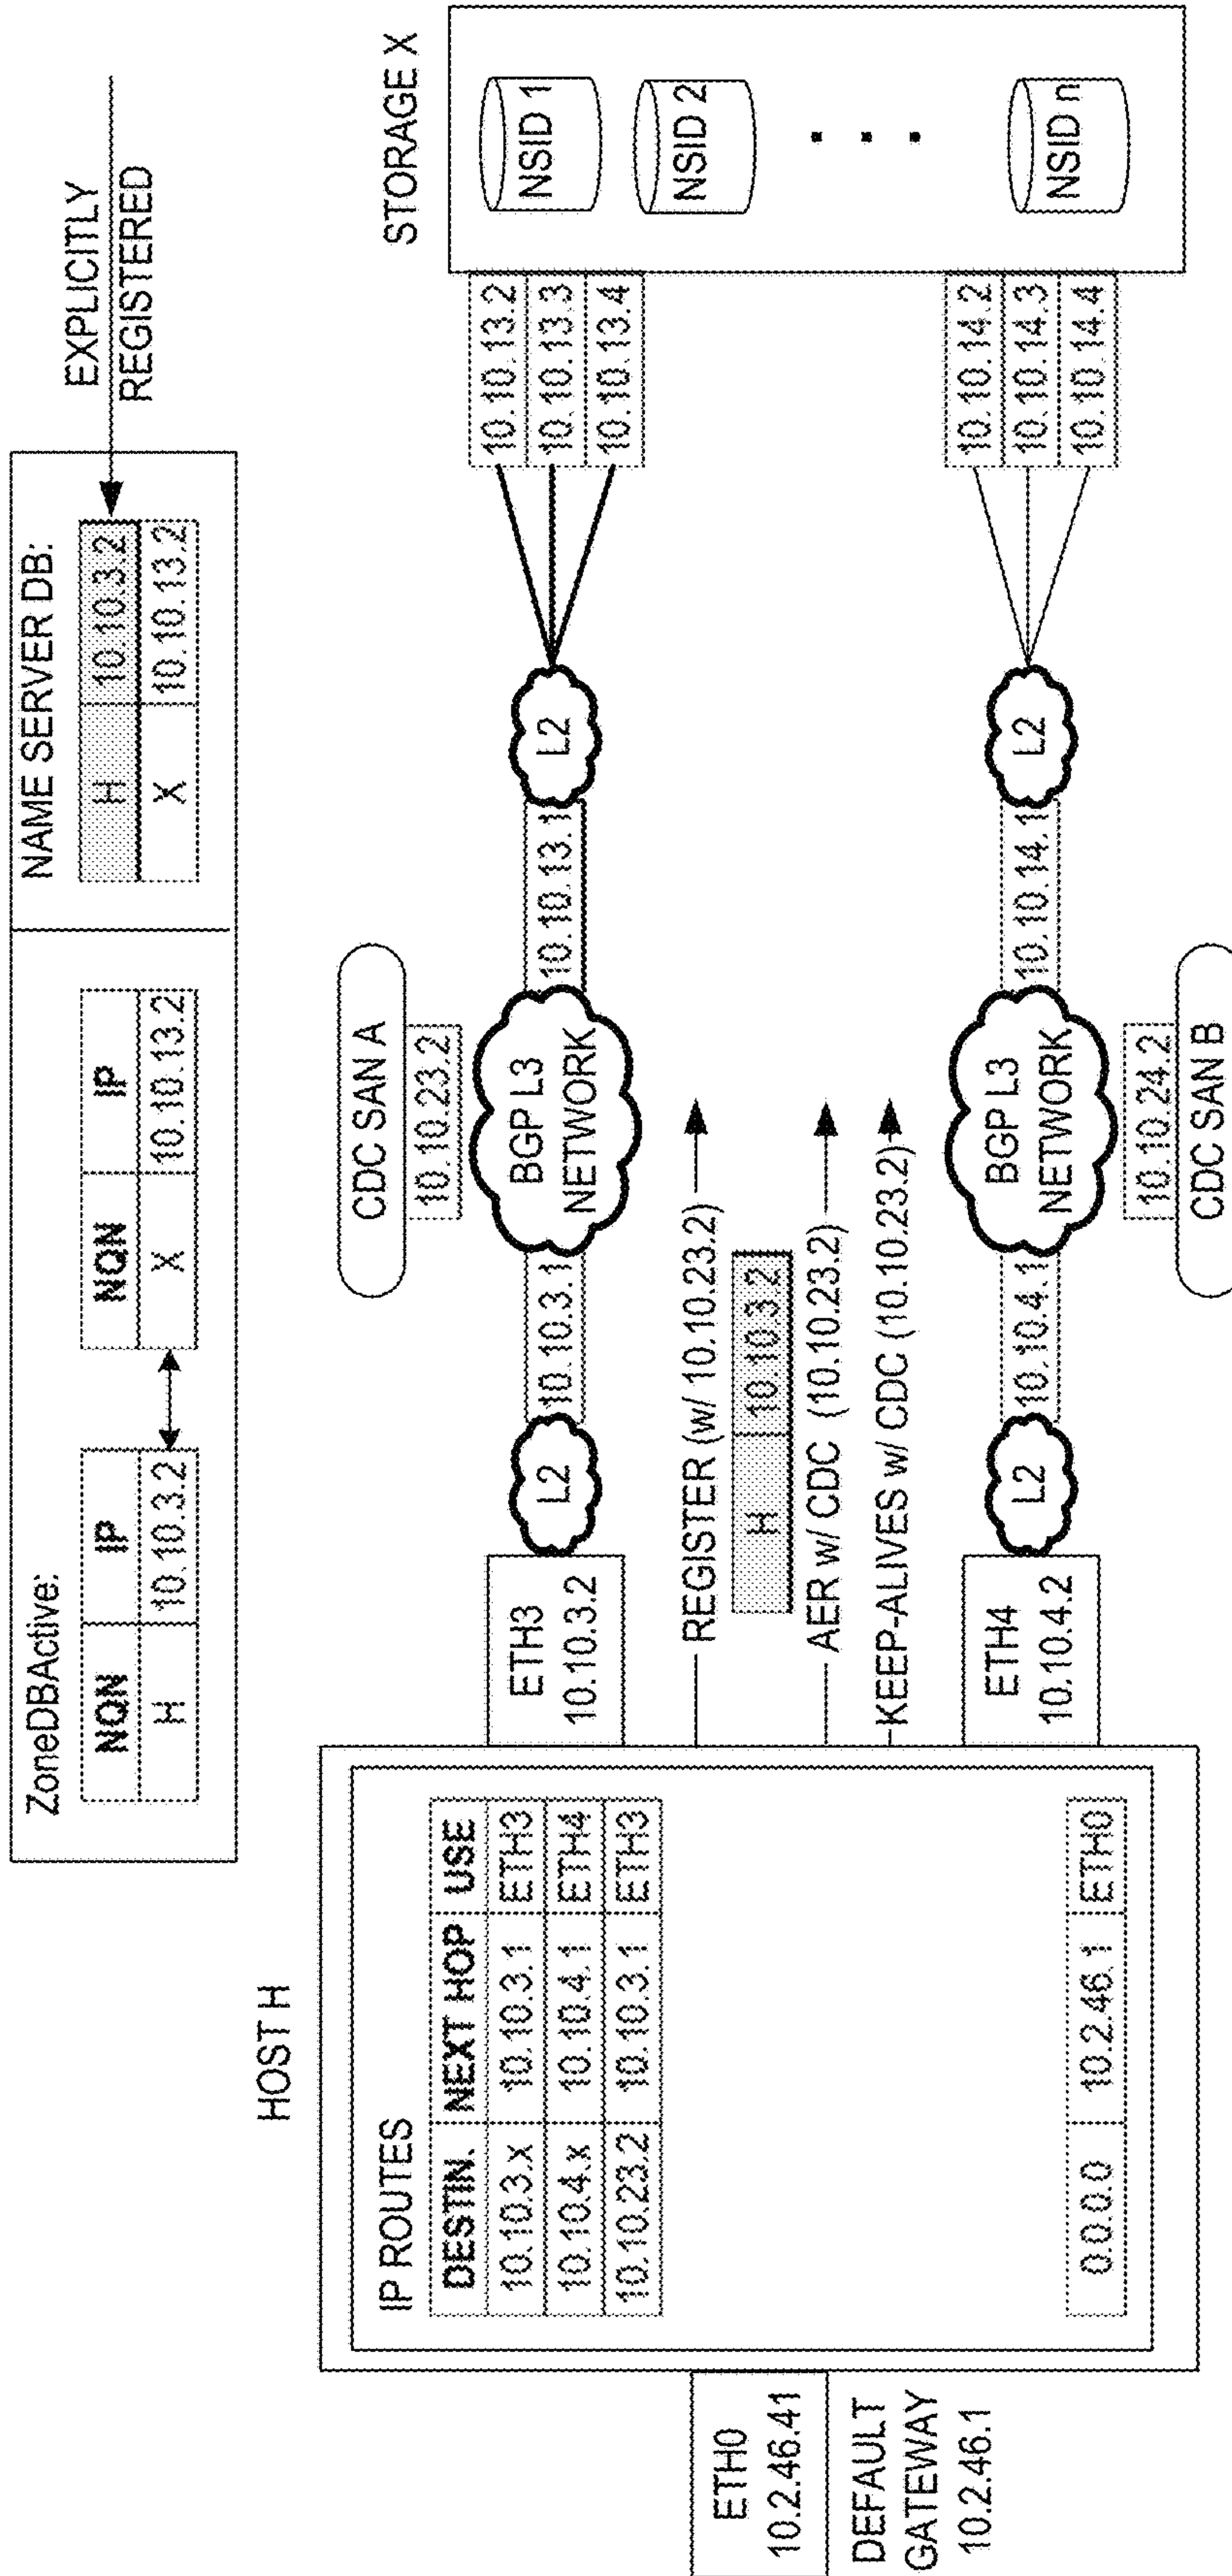 ZoneDBActive:
NQN IP
H 10.10.3.2
NQN IP
X 10.10.13.2
NAME SERVER DB:
H 10.10.3.2
X 10.10.13.2
EXPLICITLY
REGISTERED
HOST H
IP ROUTES
DESTIN. NEXT HOP USE
10.10.3.x 10.10.3.1 ETH3
10.10.4.x 10.10.4.1 ETH4
10.10.23.2 10.10.3.1 ETH3
0.0.0.0 10.2.46.1 ETH0
ETH0
10.2.46.41
DEFAULT
GATEWAY
10.2.46.1
ETH3
10.10.3.2
L2
10.10.3.1
CDC SAN A
10.10.23.2
BGP L3
NETWORK
10.10.13.1
L2
10.10.13.2
10.10.13.3
10.10.13.4
STORAGE X
NSID 1
NSID 2
NSID n
REGISTER (w/ 10.10.23.2)
H 10.10.3.2
AER w/ CDC (10.10.23.2)
KEEP-ALIVES w/ CDC (10.10.23.2)
ETH4
10.10.4.2
L2
10.10.4.1
BGP L3
NETWORK
10.10.24.2
CDC SAN B
10.10.14.1
L2
10.10.14.2
10.10.14.3
10.10.14.4